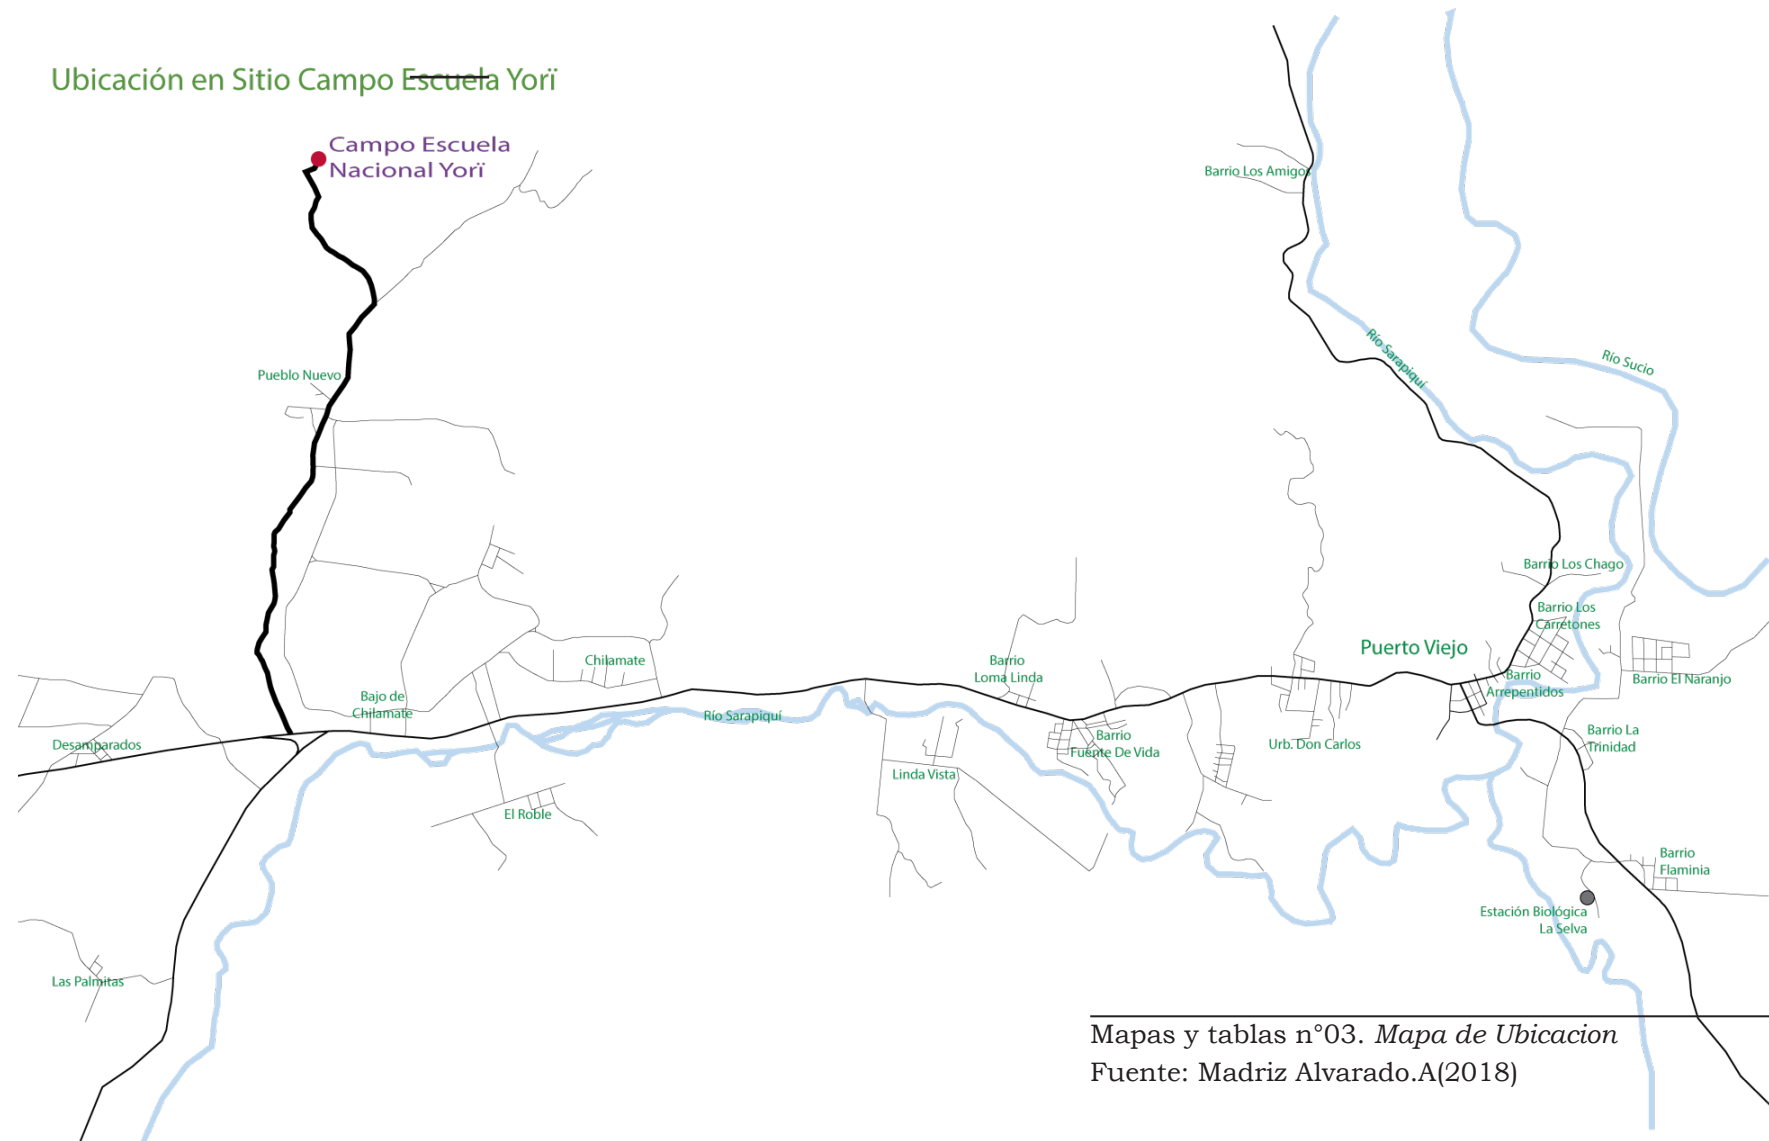 Ubicación en Sitio Campo Escuela Yorï
Campo Escuela
Nacional Yorï
Barrio Los Amigos
Río Sarapiquí
Río Sucio
Pueblo Nuevo
Barrio Los Chago
Barrio Los
Carretones
Puerto Viejo
Chilamate
Barrio
Loma Linda
Barrio
Arrepentidos
Barrio El Naranjo
Bajo de
Chilamate
Río Sarapiquí
Desamparados
Barrio
Fuente De Vida
Urb. Don Carlos
Barrio La
Trinidad
Linda Vista
El Roble
Barrio
Flaminia
Estación Biológica
La Selva
Las Palmitas
Mapas y tablas n°03. Mapa de Ubicacion
Fuente: Madriz Alvarado.A(2018)